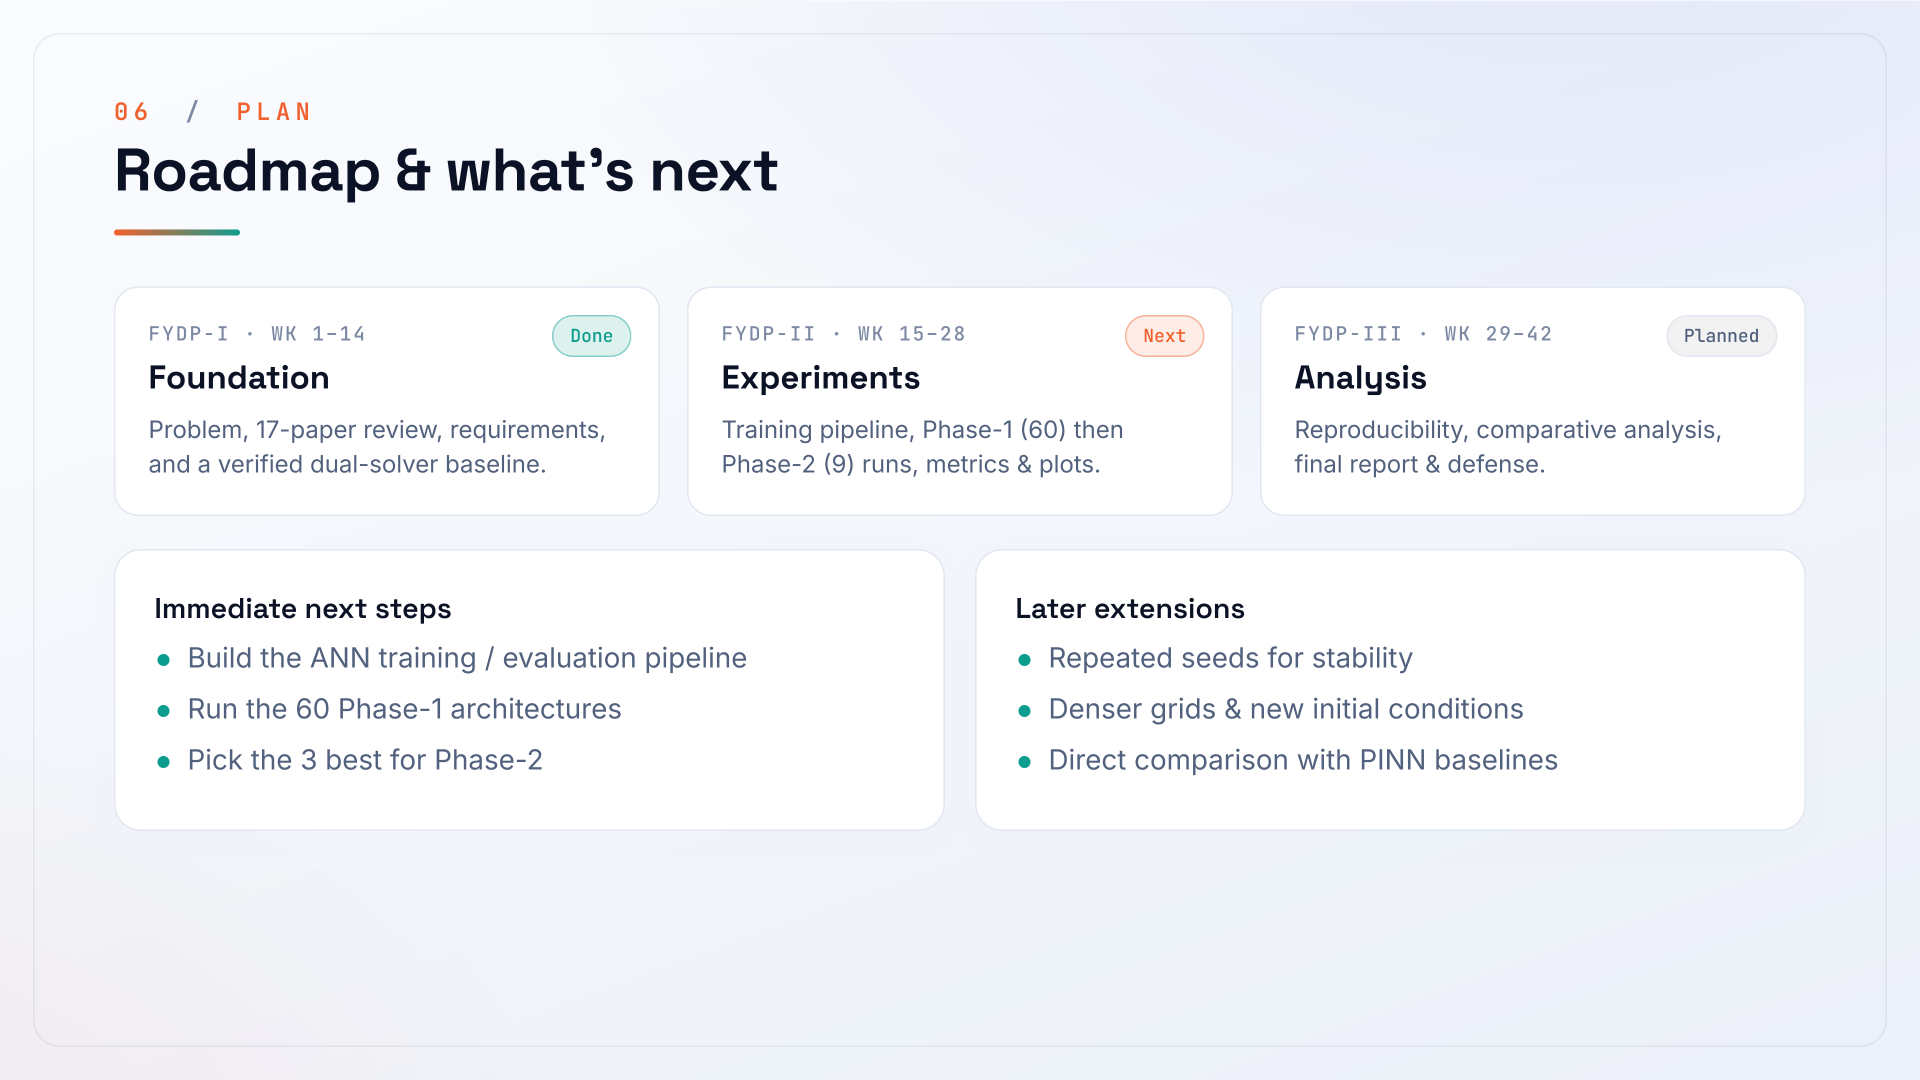 06 / PLAN
Roadmap & what’s next
FYDP-I · WK 1–14
Done
Foundation
Problem, 17-paper review, requirements,
and a verified dual-solver baseline.
FYDP-II · WK 15–28
Next
Experiments
Training pipeline, Phase-1 (60) then
Phase-2 (9) runs, metrics & plots.
FYDP-III · WK 29–42
Planned
Analysis
Reproducibility, comparative analysis,
final report & defense.
Immediate next steps
● Build the ANN training / evaluation pipeline
● Run the 60 Phase-1 architectures
● Pick the 3 best for Phase-2
Later extensions
● Repeated seeds for stability
● Denser grids & new initial conditions
● Direct comparison with PINN baselines